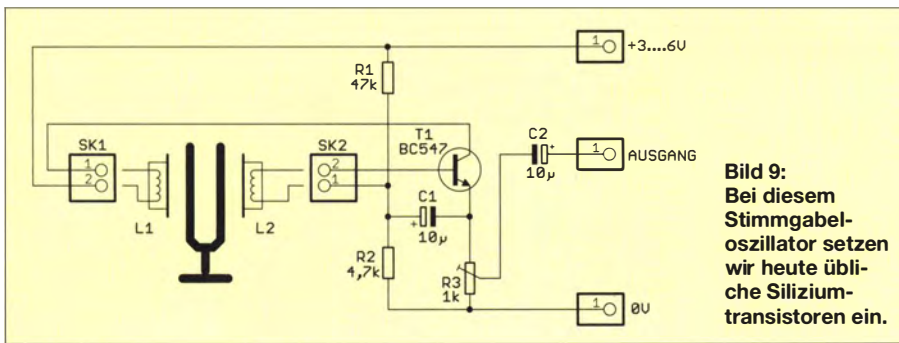 1 +3....6V
R1
47k
SK1
1
2
L1
L2
SK2
2
1
T1
BC547
C2
+
10µ
1 AUSGANG
C1
+
10µ
R2
4,7k
R3
1k
1 0V
Bild 9:
Bei diesem
Stimmgabel-
oszillator setzen
wir heute übli-
che Silizium-
transistoren ein.